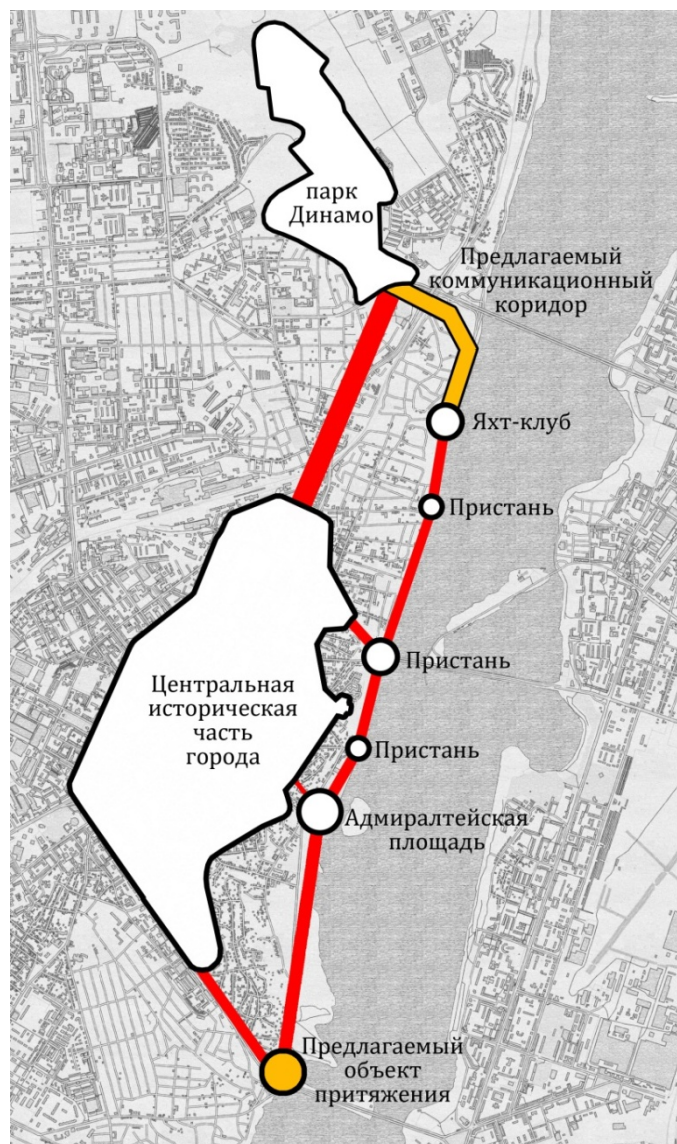 парк
Динамо
Предлагаемый
коммуникационный
коридор
Яхт-клуб
Пристань
Пристань
Центральная
историческая
часть
города
Пристань
Адмиралтейская
площадь
Предлагаемый
объект
притяжения